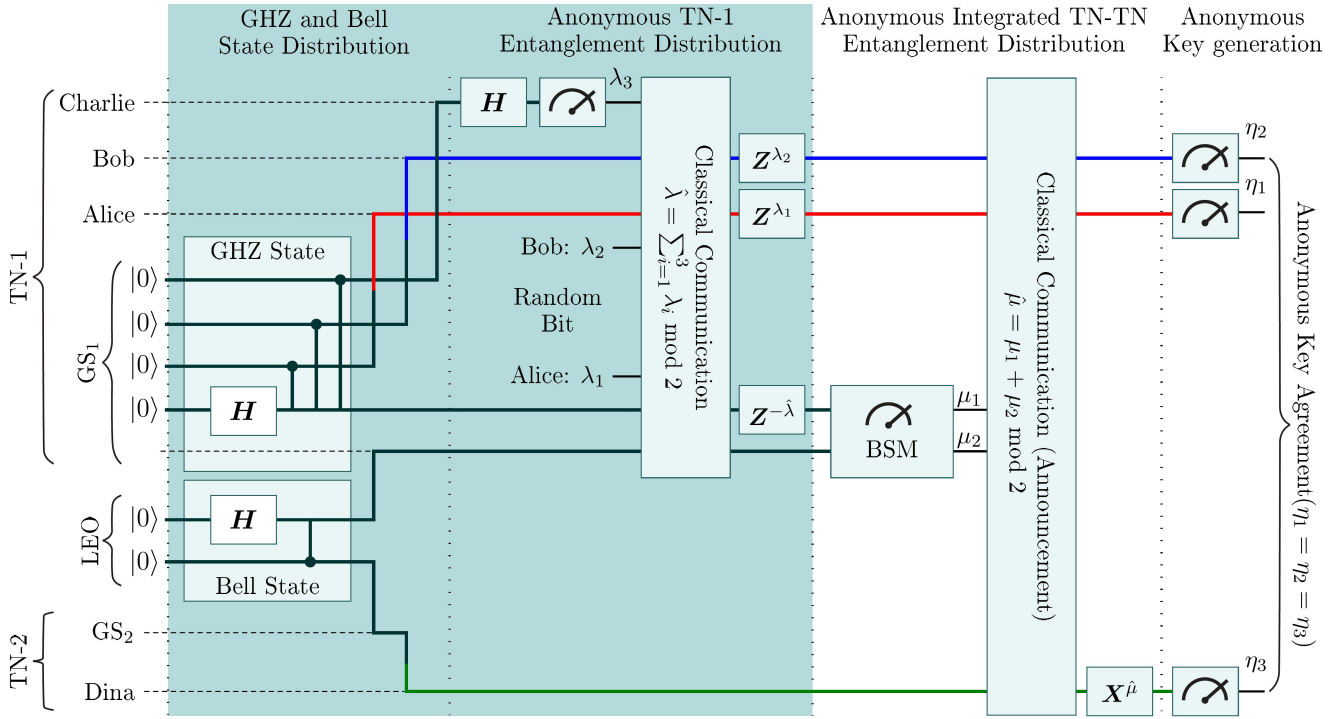 GHZ and Bell
State Distribution
Anonymous TN-1
Entanglement Distribution
Anonymous Integrated TN-TN
Entanglement Distribution
Anonymous
Key generation
TN-1
Charlie
H
λ₃
Bob
Z^{λ₂}
η₂
Alice
Z^{λ₁}
η₁
GHZ State
Bob: λ₂
Random
Bit
Alice: λ₁
GS₁
|0⟩
|0⟩
|0⟩
|0⟩
H
Classical Communication
λ̂ = ∑³ᵢ₌₁ λᵢ mod 2
Z^{-λ̂}
BSM
μ₁
μ₂
Classical Communication (Announcement)
μ̂ = μ₁ + μ₂ mod 2
LEO
|0⟩
H
|0⟩
Bell State
TN-2
GS₂
Dina
X^{μ̂}
η₃
Anonymous Key Agreement(η₁ = η₂ = η₃)